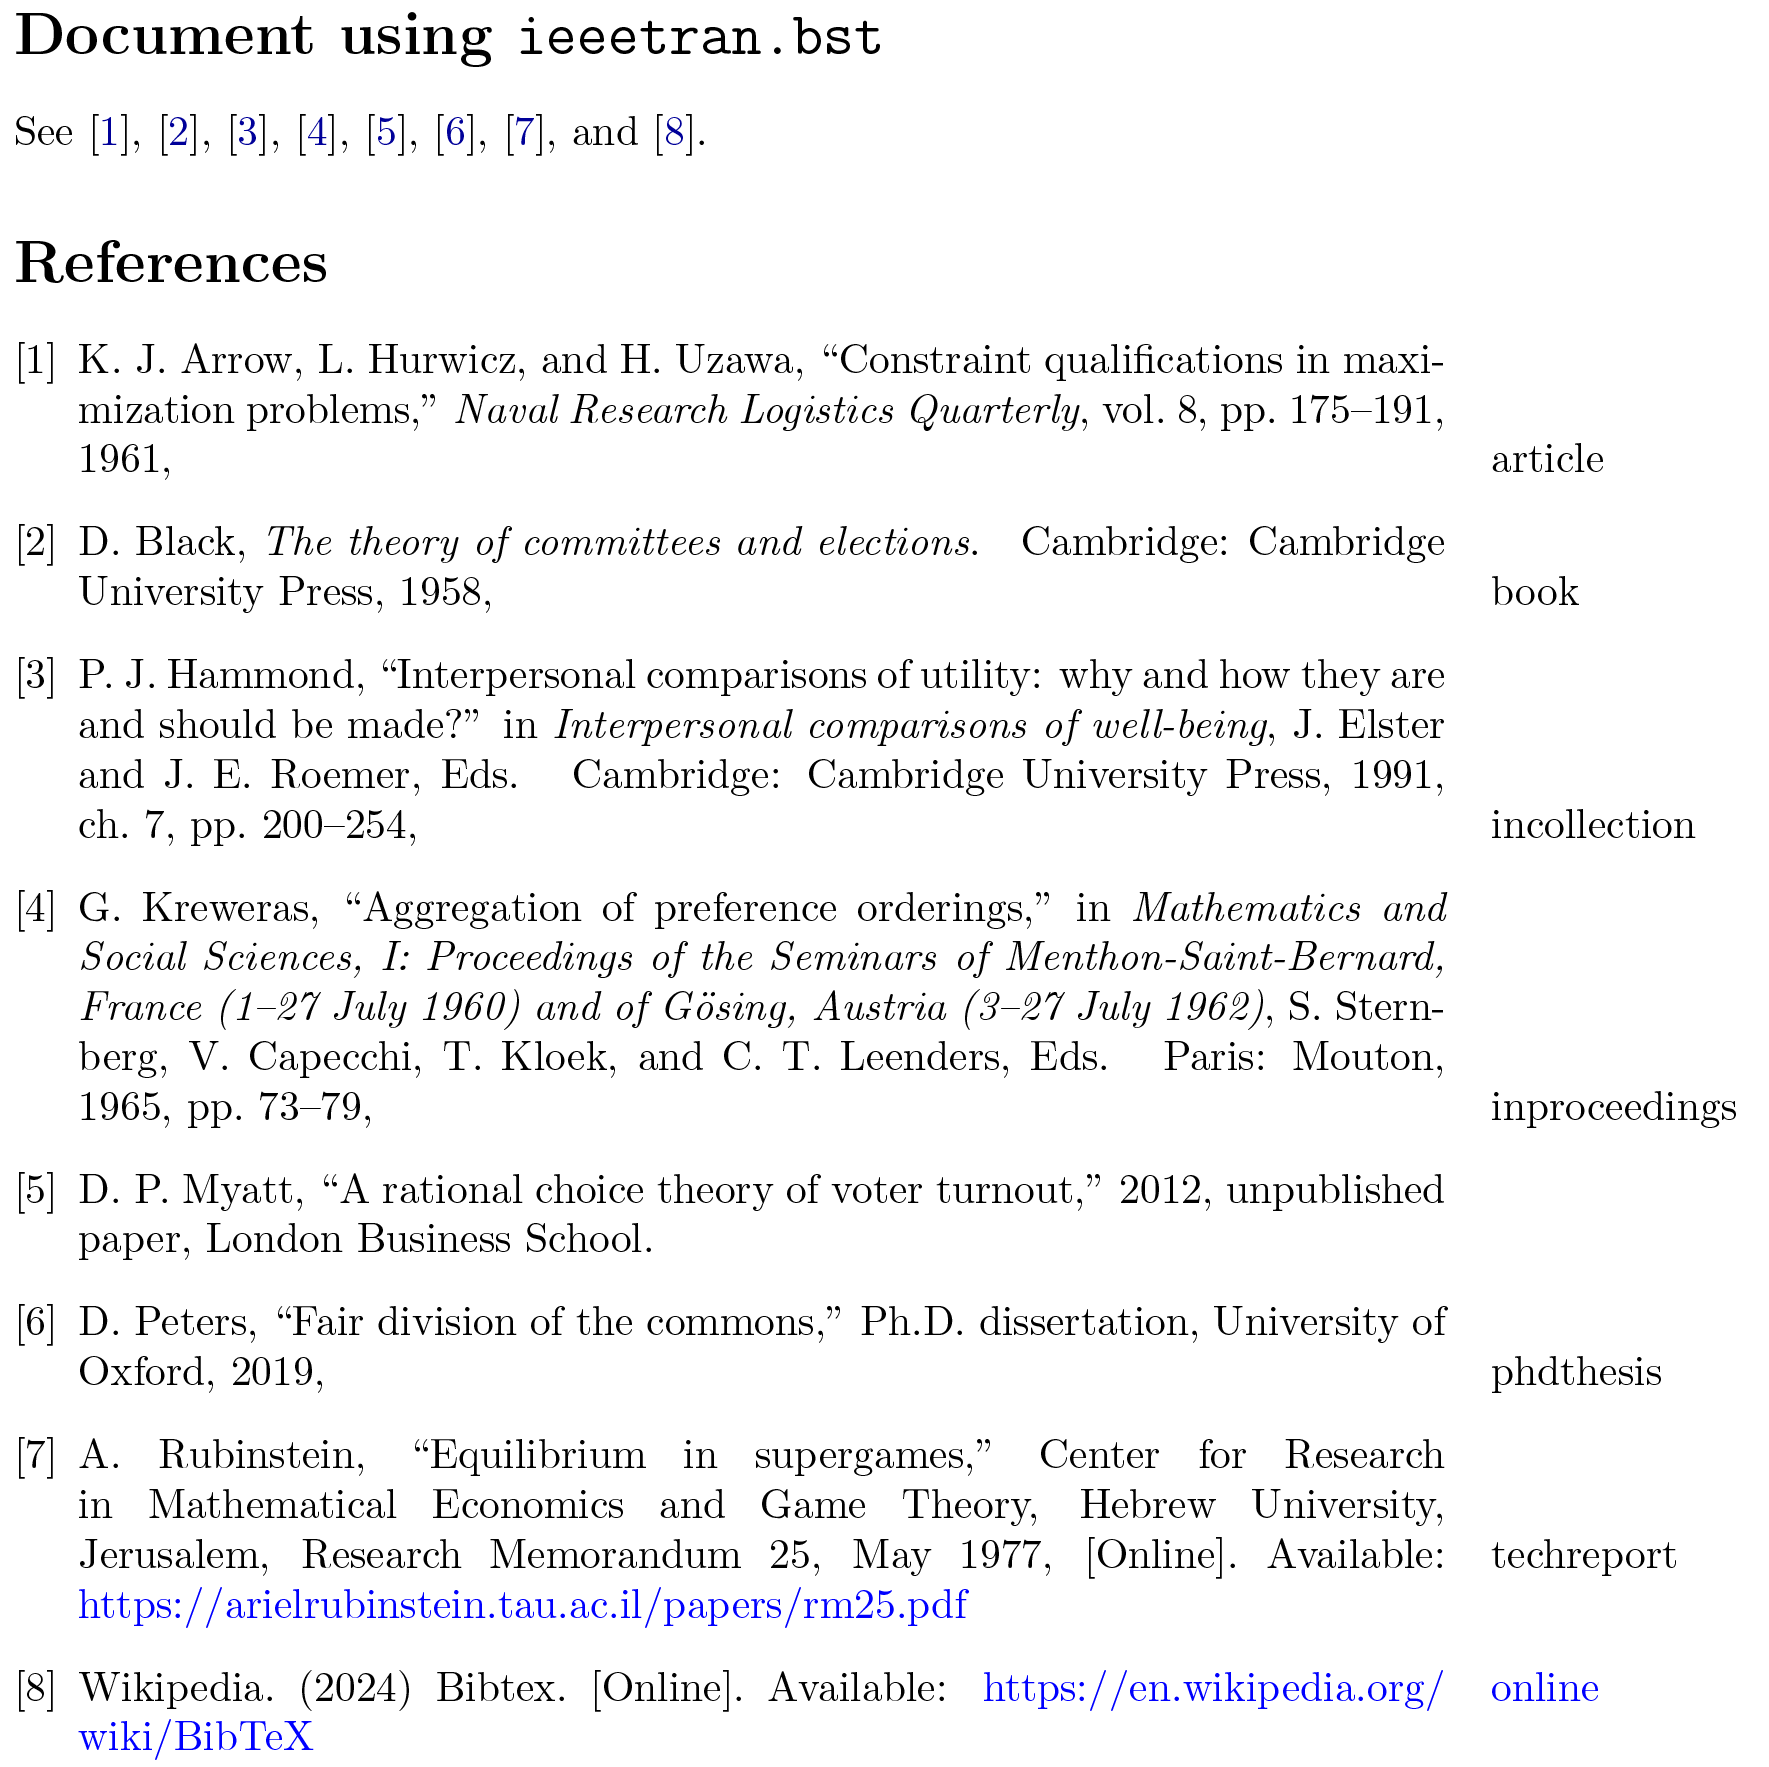 Document using ieeetran.bst
See [1], [2], [3], [4], [5], [6], [7], and [8].
References
[1] K. J. Arrow, L. Hurwicz, and H. Uzawa, “Constraint qualifications in maxi-
mization problems,” Naval Research Logistics Quarterly, vol. 8, pp. 175–191,
1961, article
[2] D. Black, The theory of committees and elections. Cambridge: Cambridge
University Press, 1958, book
[3] P. J. Hammond, “Interpersonal comparisons of utility: why and how they are
and should be made?” in Interpersonal comparisons of well-being, J. Elster
and J. E. Roemer, Eds. Cambridge: Cambridge University Press, 1991,
ch. 7, pp. 200–254, incollection
[4] G. Kreweras, “Aggregation of preference orderings,” in Mathematics and
Social Sciences, I: Proceedings of the Seminars of Menthon-Saint-Bernard,
France (1–27 July 1960) and of Gösing, Austria (3–27 July 1962), S. Stern-
berg, V. Capecchi, T. Kloek, and C. T. Leenders, Eds. Paris: Mouton,
1965, pp. 73–79, inproceedings
[5] D. P. Myatt, “A rational choice theory of voter turnout,” 2012, unpublished
paper, London Business School.
[6] D. Peters, “Fair division of the commons,” Ph.D. dissertation, University of
Oxford, 2019, phdthesis
[7] A. Rubinstein, “Equilibrium in supergames,” Center for Research
in Mathematical Economics and Game Theory, Hebrew University,
Jerusalem, Research Memorandum 25, May 1977, [Online]. Available: techreport
https://arielrubinstein.tau.ac.il/papers/rm25.pdf
[8] Wikipedia. (2024) Bibtex. [Online]. Available: https://en.wikipedia.org/ online
wiki/BibTeX